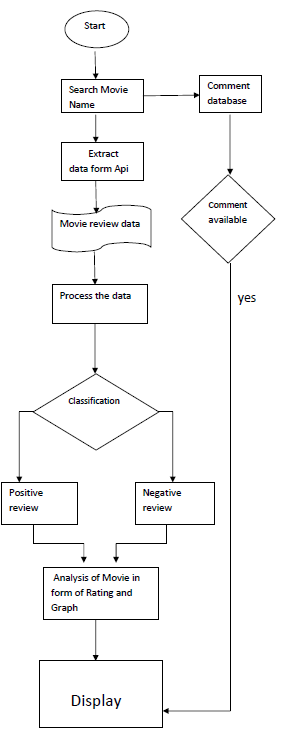 Start
Search Movie
Name
Comment
database
Extract
data form Api
Movie review data
Comment
available
Process the data
yes
Classification
Positive
review
Negative
review
Analysis of Movie in
form of Rating and
Graph
Display